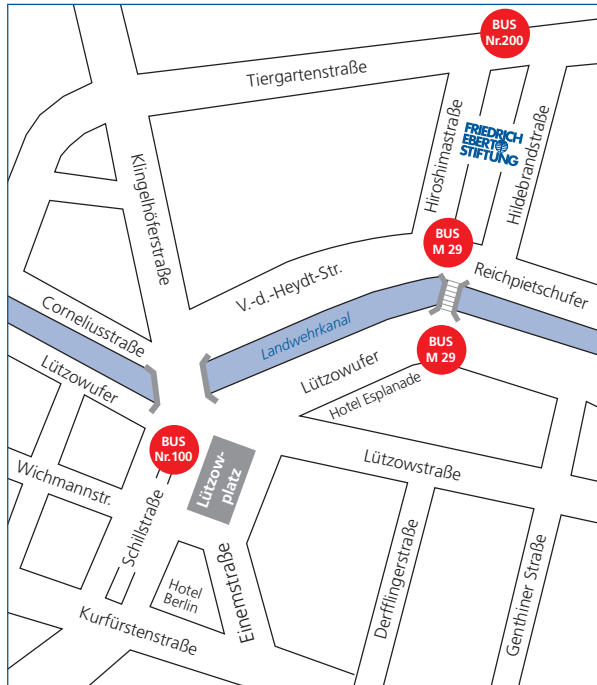 BUS
Nr.200
Tiergartenstraße
FRIEDRICH
EBERT
STIFTUNG
Hiroshimastraße
Hildebrandstraße
Klingelhöferstraße
BUS
M 29
Reichpietschufer
V.-d.-Heydt-Str.
Corneliusstraße
Landwehrkanal
BUS
M 29
Lützowufer
Lützowufer
Hotel Esplanade
BUS
Nr.100
Lützow-
platz
Lützowstraße
Wichmannstr.
Schillstraße
Hotel
Berlin
Einemstraße
Derfflingerstraße
Genthiner Straße
Kurfürstenstraße